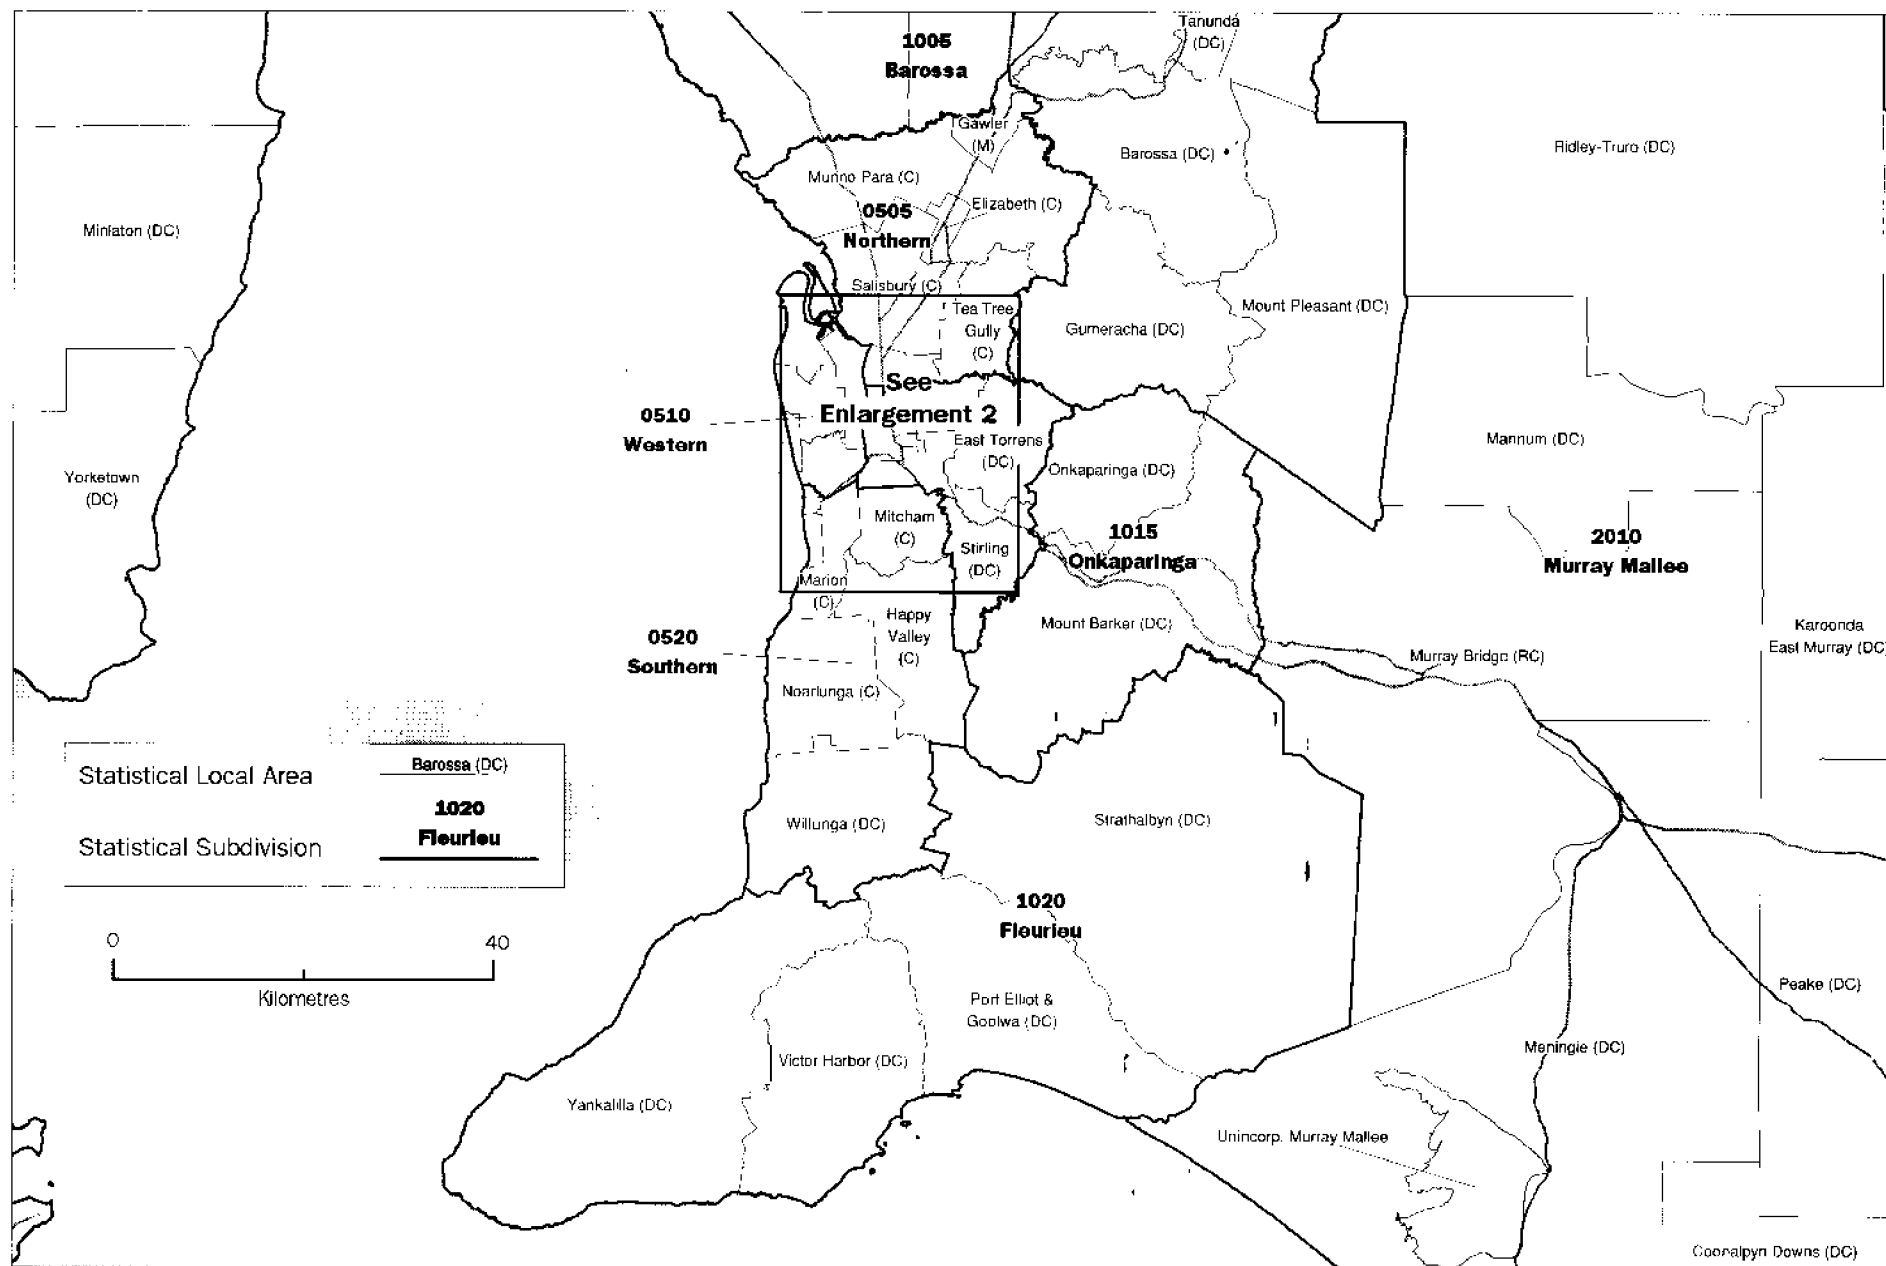 Tanunda
(DC)
1005
Barossa
Gawler
(M)
Barossa (DC)
Ridley-Truro (DC)
Munno Para (C)
Elizabeth (C)
0505
Northern
Minlaton (DC)
Salisbury (C)
Tea Tree
Gully
(C)
Gumeracha (DC)
Mount Pleasant (DC)
See
Enlargement 2
0510
Western
East Torrens
(DC)
Onkaparinga (DC)
Mannum (DC)
Yorketown
(DC)
Mitcham
(C)
Stirling
(DC)
1015
Onkaparinga
2010
Murray Mallee
Marion
(C)
Happy
Valley
(C)
Mount Barker (DC)
Karoonda
East Murray (DC)
0520
Southern
Murray Bridge (RC)
Noarlunga (C)
Statistical Local Area
Barossa (DC)
1020
Fleurieu
Statistical Subdivision
Willunga (DC)
Strathalbyn (DC)
1020
Fleurieu
0
40
Kilometres
Port Elliot &
Goolwa (DC)
Peake (DC)
Victor Harbor (DC)
Meningie (DC)
Yankalilla (DC)
Unincorp. Murray Mallee
Coonalpyn Downs (DC)